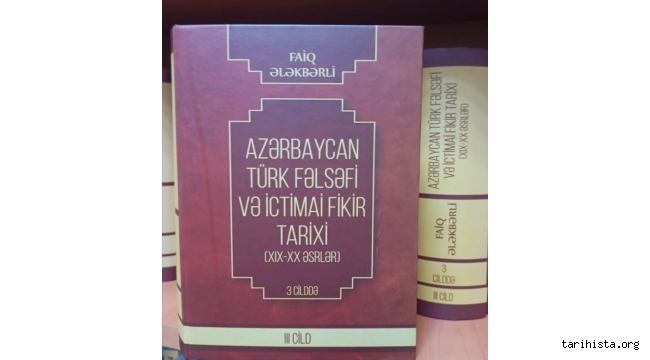 FAİQ
ƏLƏKBƏRLİ
AZƏRBAYCAN
TÜRK FƏLSƏFİ
VƏ İCTİMAİ FİKİR
TARİXİ
(XIX-XX ƏSRLƏR)
3 CİLDDƏ
III CİLD
AZƏRBAYCAN TÜRK FƏLSƏFİ
VƏ İCTİMAİ FİKİR TARİXİ
(XIX-XX ƏSRLƏR)
FAİQ
ƏLƏKBƏRLİ
3
CİLDDƏ
III CİLD
tarihista.org